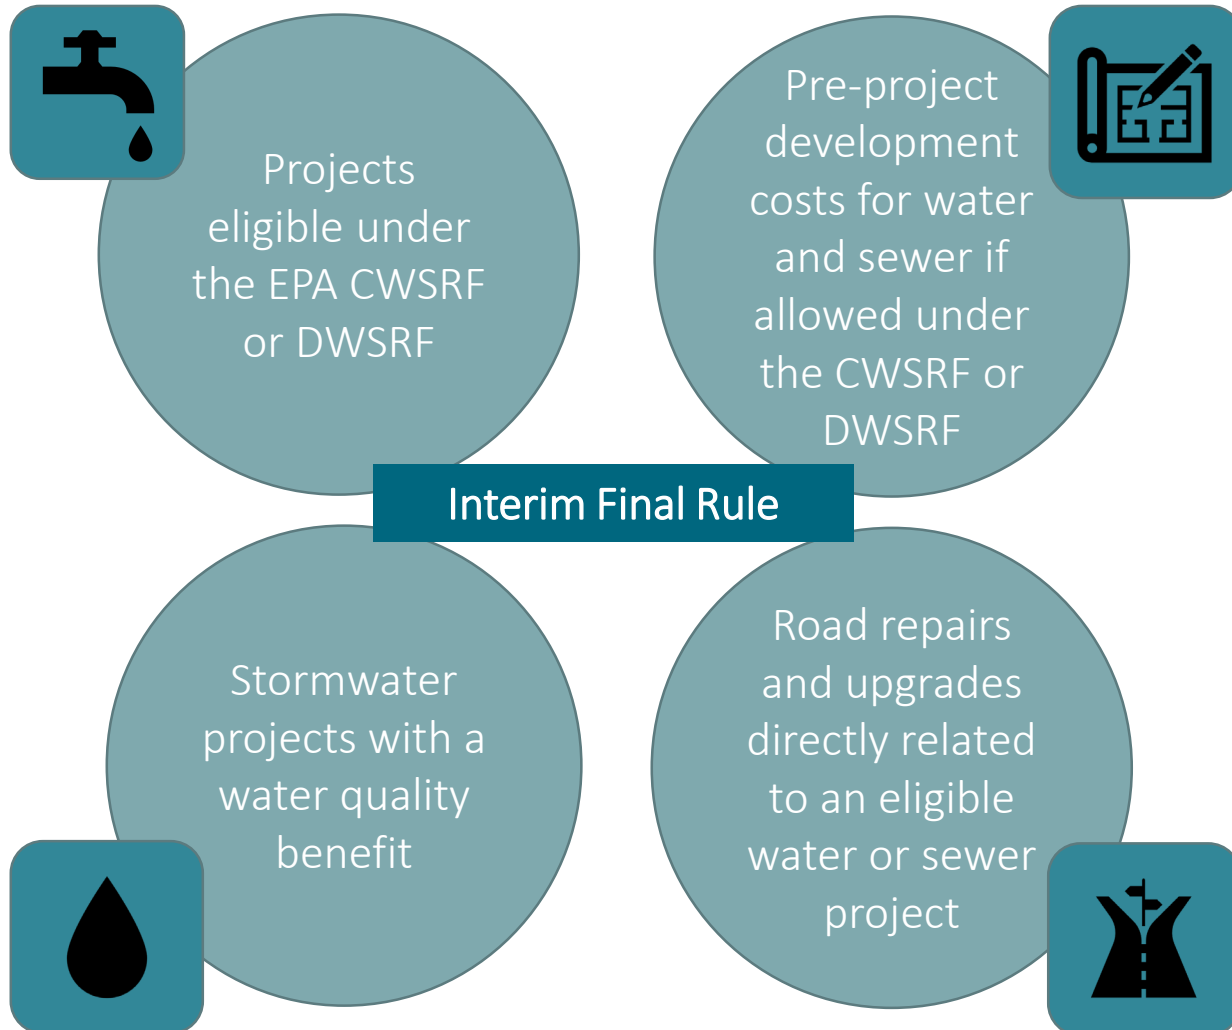 Projects
eligible under
the EPA CWSRF
or DWSRF
Pre-project
development
costs for water
and sewer if
allowed under
the CWSRF or
DWSRF
Interim Final Rule
Stormwater
projects with a
water quality
benefit
Road repairs
and upgrades
directly related
to an eligible
water or sewer
project